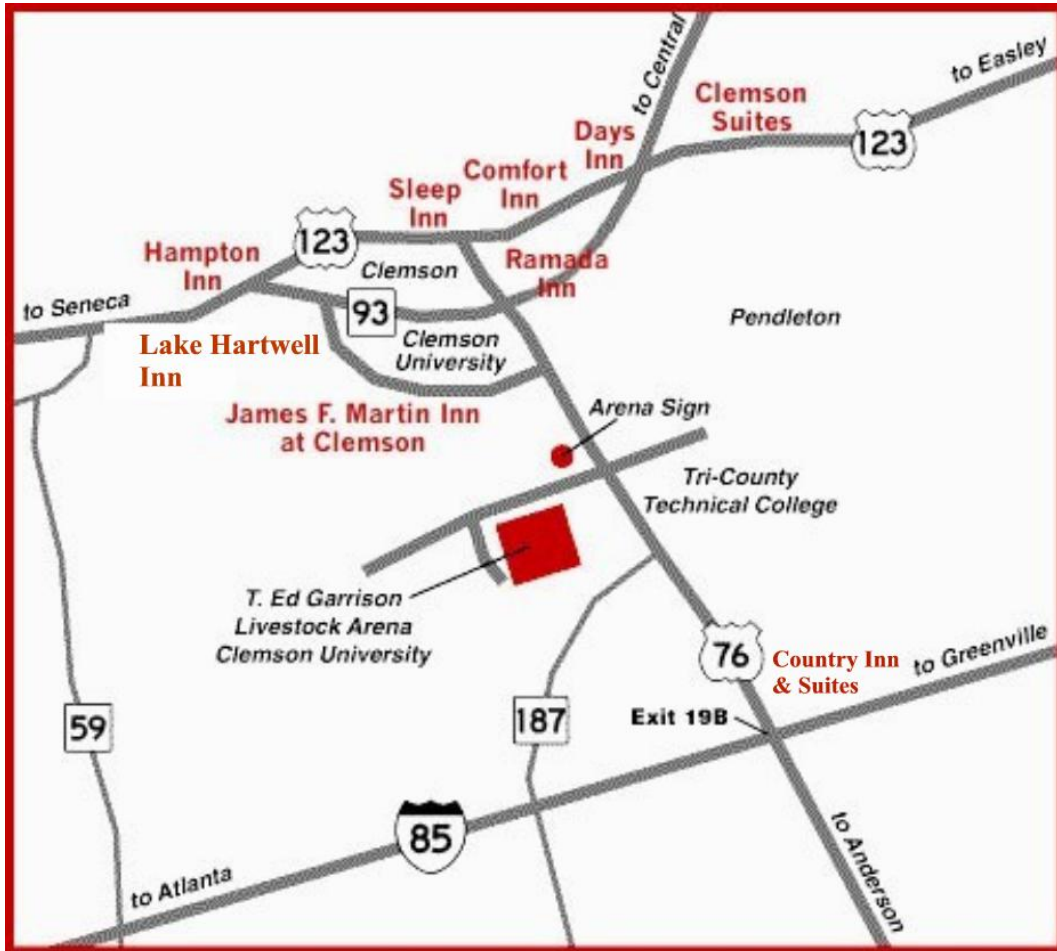 to Easley
to Central
Clemson
Suites
123
Days
Inn
Comfort
Inn
Sleep
Inn
123
Hampton
Inn
Clemson
Ramada
Inn
to Seneca
93
Pendleton
Clemson
University
Lake Hartwell
Inn
James F. Martin Inn
at Clemson
Arena Sign
Tri-County
Technical College
T. Ed Garrison
Livestock Arena
Clemson University
76
Country Inn
& Suites
to Greenville
59
187
Exit 19B
85
to Atlanta
to Anderson